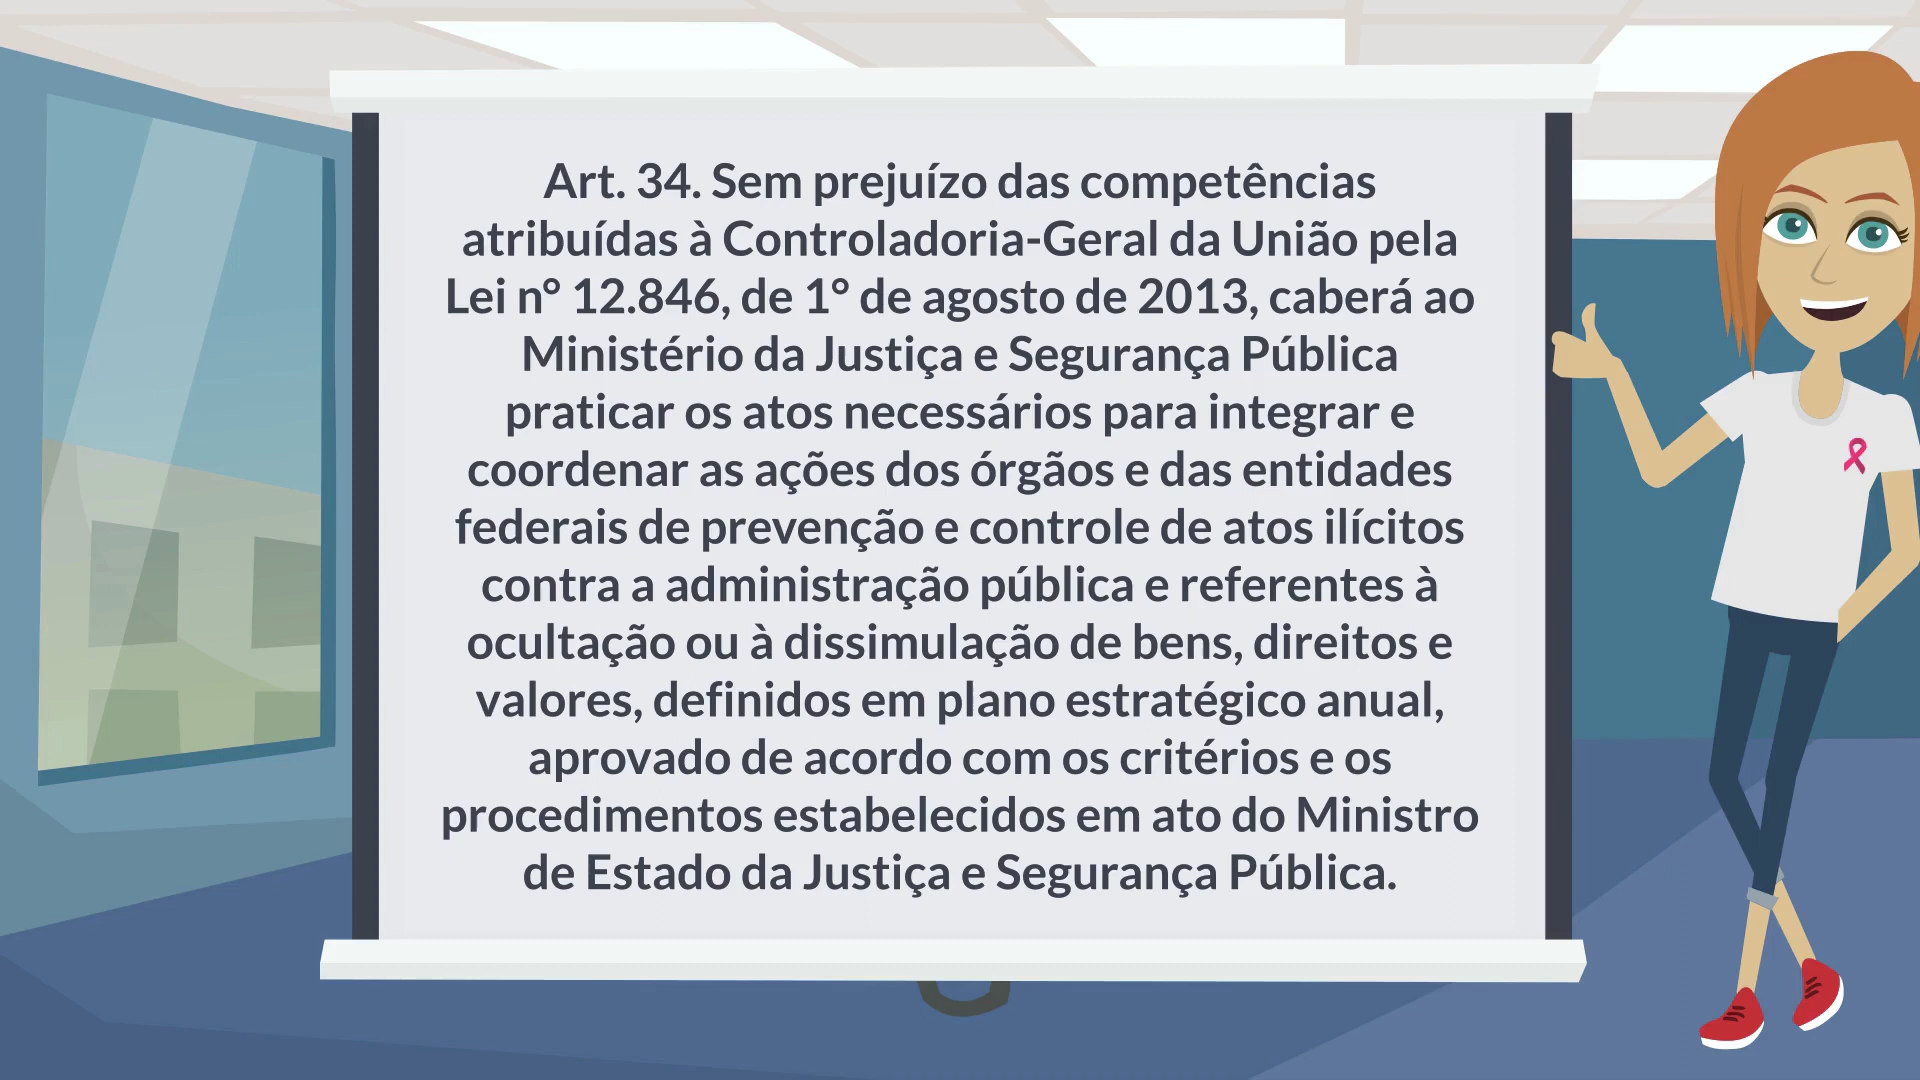 Art. 34. Sem prejuízo das competências
atribuídas à Controladoria-Geral da União pela
Lei n° 12.846, de 1° de agosto de 2013, caberá ao
Ministério da Justiça e Segurança Pública
praticar os atos necessários para integrar e
coordenar as ações dos órgãos e das entidades
federais de prevenção e controle de atos ilícitos
contra a administração pública e referentes à
ocultação ou à dissimulação de bens, direitos e
valores, definidos em plano estratégico anual,
aprovado de acordo com os critérios e os
procedimentos estabelecidos em ato do Ministro
de Estado da Justiça e Segurança Pública.